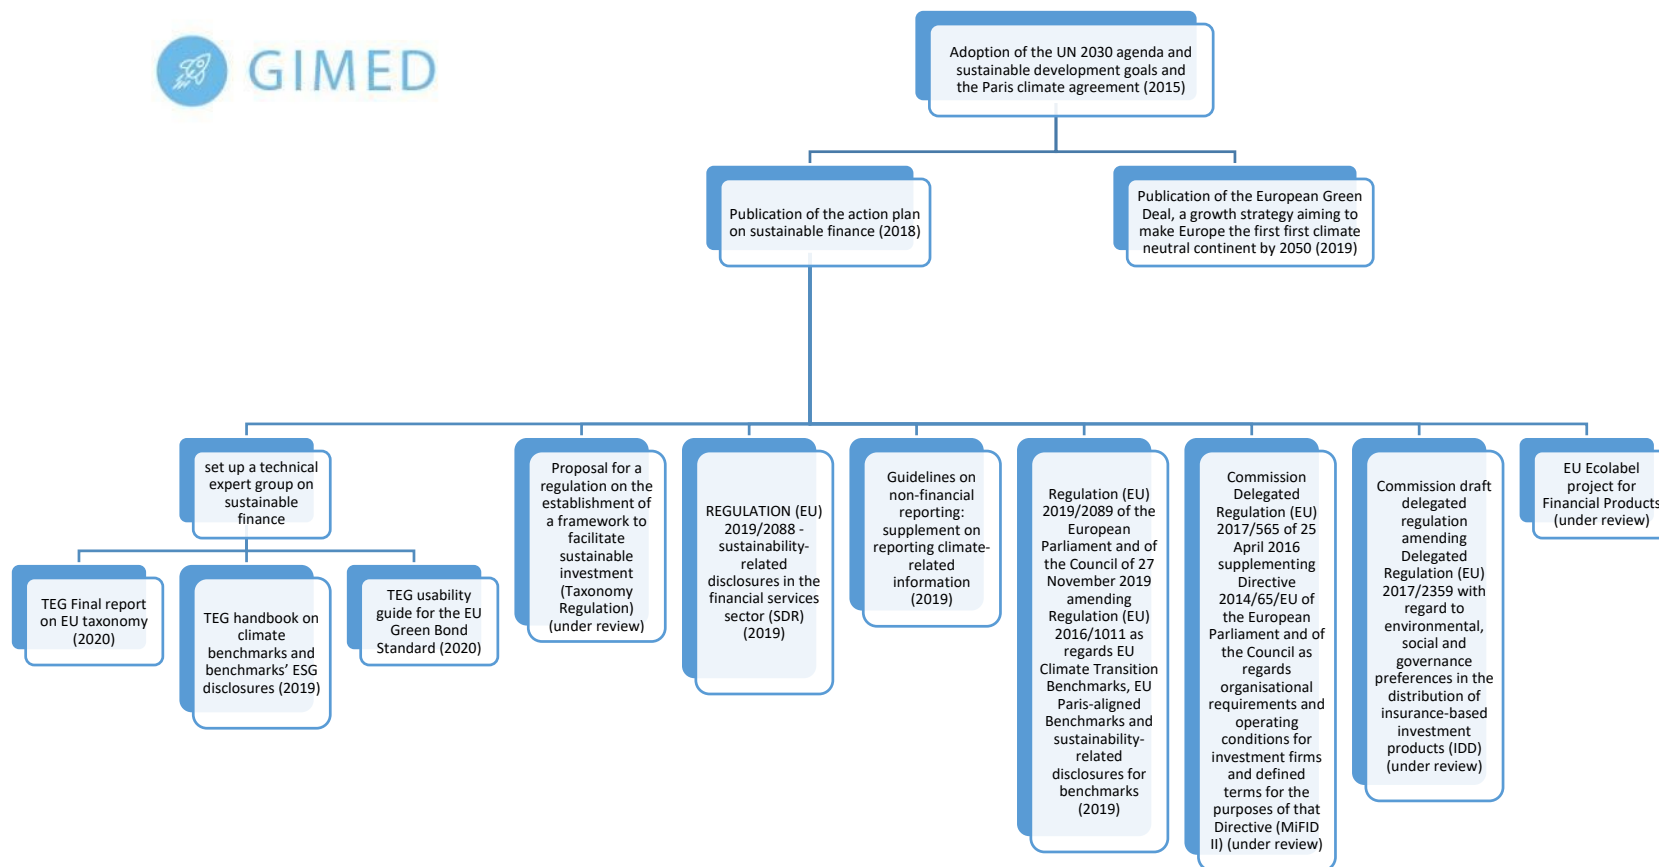 GIMED
Adoption of the UN 2030 agenda and
sustainable development goals and
the Paris climate agreement (2015)
Publication of the action plan
on sustainable finance (2018)
Publication of the European Green
Deal, a growth strategy aiming to
make Europe the first first climate
neutral continent by 2050 (2019)
set up a technical
expert group on
sustainable
finance
TEG Final report
on EU taxonomy
(2020)
TEG handbook on
climate
benchmarks and
benchmarks’ ESG
disclosures (2019)
TEG usability
guide for the EU
Green Bond
Standard (2020)
Proposal for a
regulation on the
establishment of
a framework to
facilitate
sustainable
investment
(Taxonomy
Regulation)
(under review)
REGULATION (EU)
2019/2088 -
sustainability-
related
disclosures in the
financial services
sector (SDR)
(2019)
Guidelines on
non-financial
reporting:
supplement on
reporting climate-
related
information
(2019)
Regulation (EU)
2019/2089 of the
European
Parliament and of
the Council of 27
November 2019
amending
Regulation (EU)
2016/1011 as
regards EU
Climate Transition
Benchmarks, EU
Paris-aligned
Benchmarks and
sustainability-
related
disclosures for
benchmarks
(2019)
Commission
Delegated
Regulation (EU)
2017/565 of 25
April 2016
supplementing
Directive
2014/65/EU of
the European
Parliament and of
the Council as
regards
organisational
requirements and
operating
conditions for
investment firms
and defined
terms for the
purposes of that
Directive (MiFID
II) (under review)
Commission draft
delegated
regulation
amending
Delegated
Regulation (EU)
2017/2359 with
regard to
environmental,
social and
governance
preferences in the
distribution of
insurance-based
investment
products (IDD)
(under review)
EU Ecolabel
project for
Financial Products
(under review)